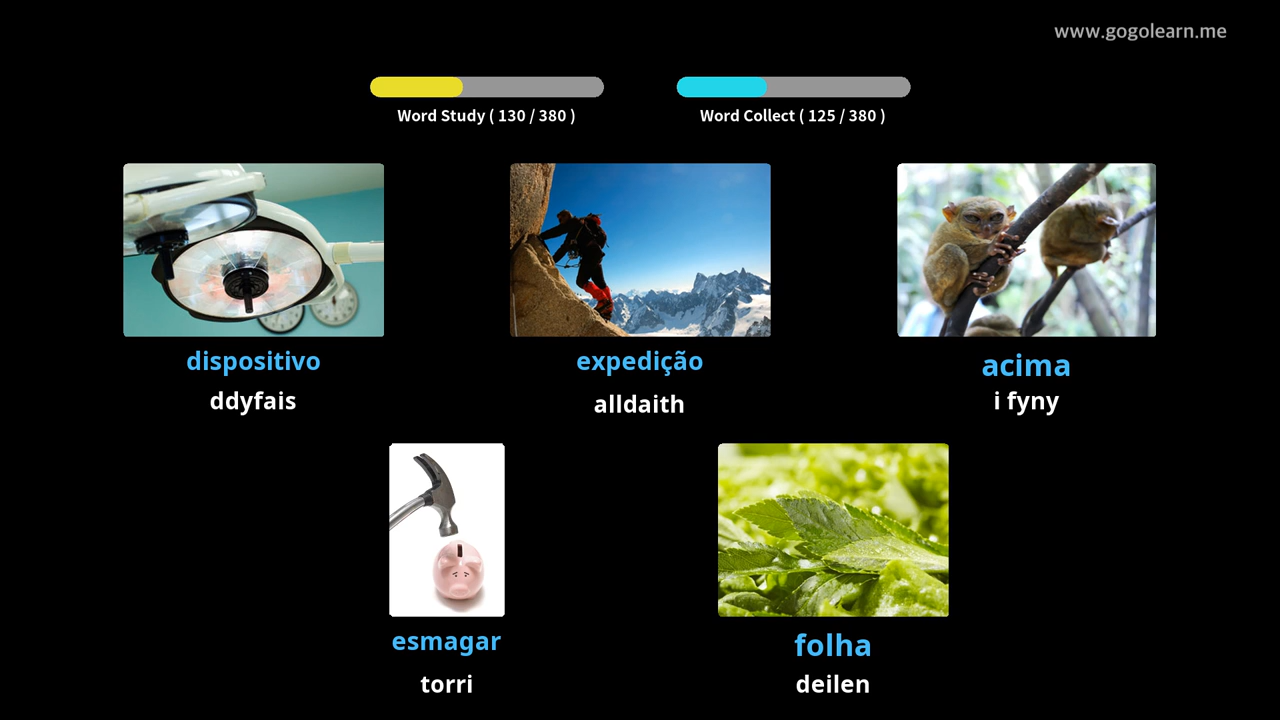 www.gogolearn.me
Word Study ( 130 / 380 )
Word Collect ( 125 / 380 )
dispositivo
ddyfais
expedição
alldaith
acima
i fyny
esmagar
torri
folha
deilen